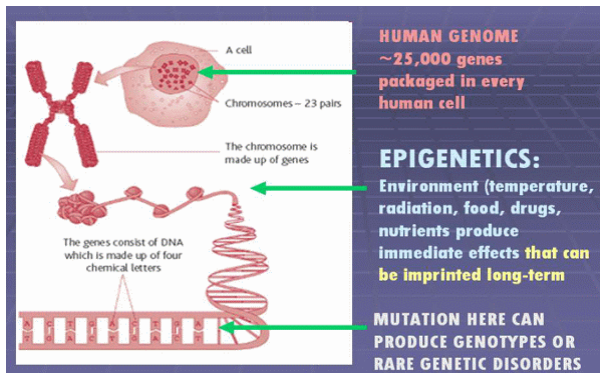 A cell
Chromosomes – 23 pairs
The chromosome is
made up of genes
The genes consist of DNA
which is made up of four
chemical letters
HUMAN GENOME
~25,000 genes
packaged in every
human cell
EPIGENETICS:
Environment (temperature,
radiation, food, drugs,
nutrients produce
immediate effects that can
be imprinted long-term
MUTATION HERE CAN
PRODUCE GENOTYPES OR
RARE GENETIC DISORDERS